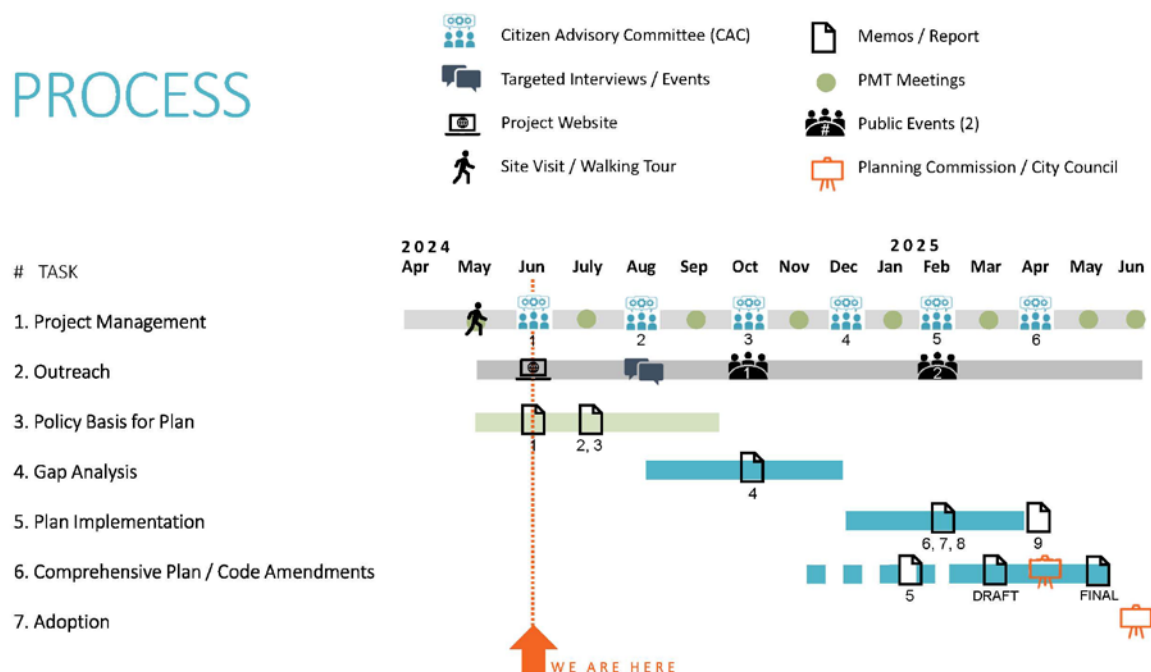 PROCESS
Citizen Advisory Committee (CAC)
Memos / Report
Targeted Interviews / Events
PMT Meetings
Project Website
#
Public Events (2)
Site Visit / Walking Tour
Planning Commission / City Council
2024
2025
# TASK
Apr May Jun July Aug Sep Oct Nov Dec Jan Feb Mar Apr May Jun
1. Project Management
1 2 3 4 5 6
2. Outreach
1 2
3. Policy Basis for Plan
1 2, 3
4. Gap Analysis
4
5. Plan Implementation
6, 7, 8 9
6. Comprehensive Plan / Code Amendments
5 DRAFT FINAL
7. Adoption
WE ARE HERE